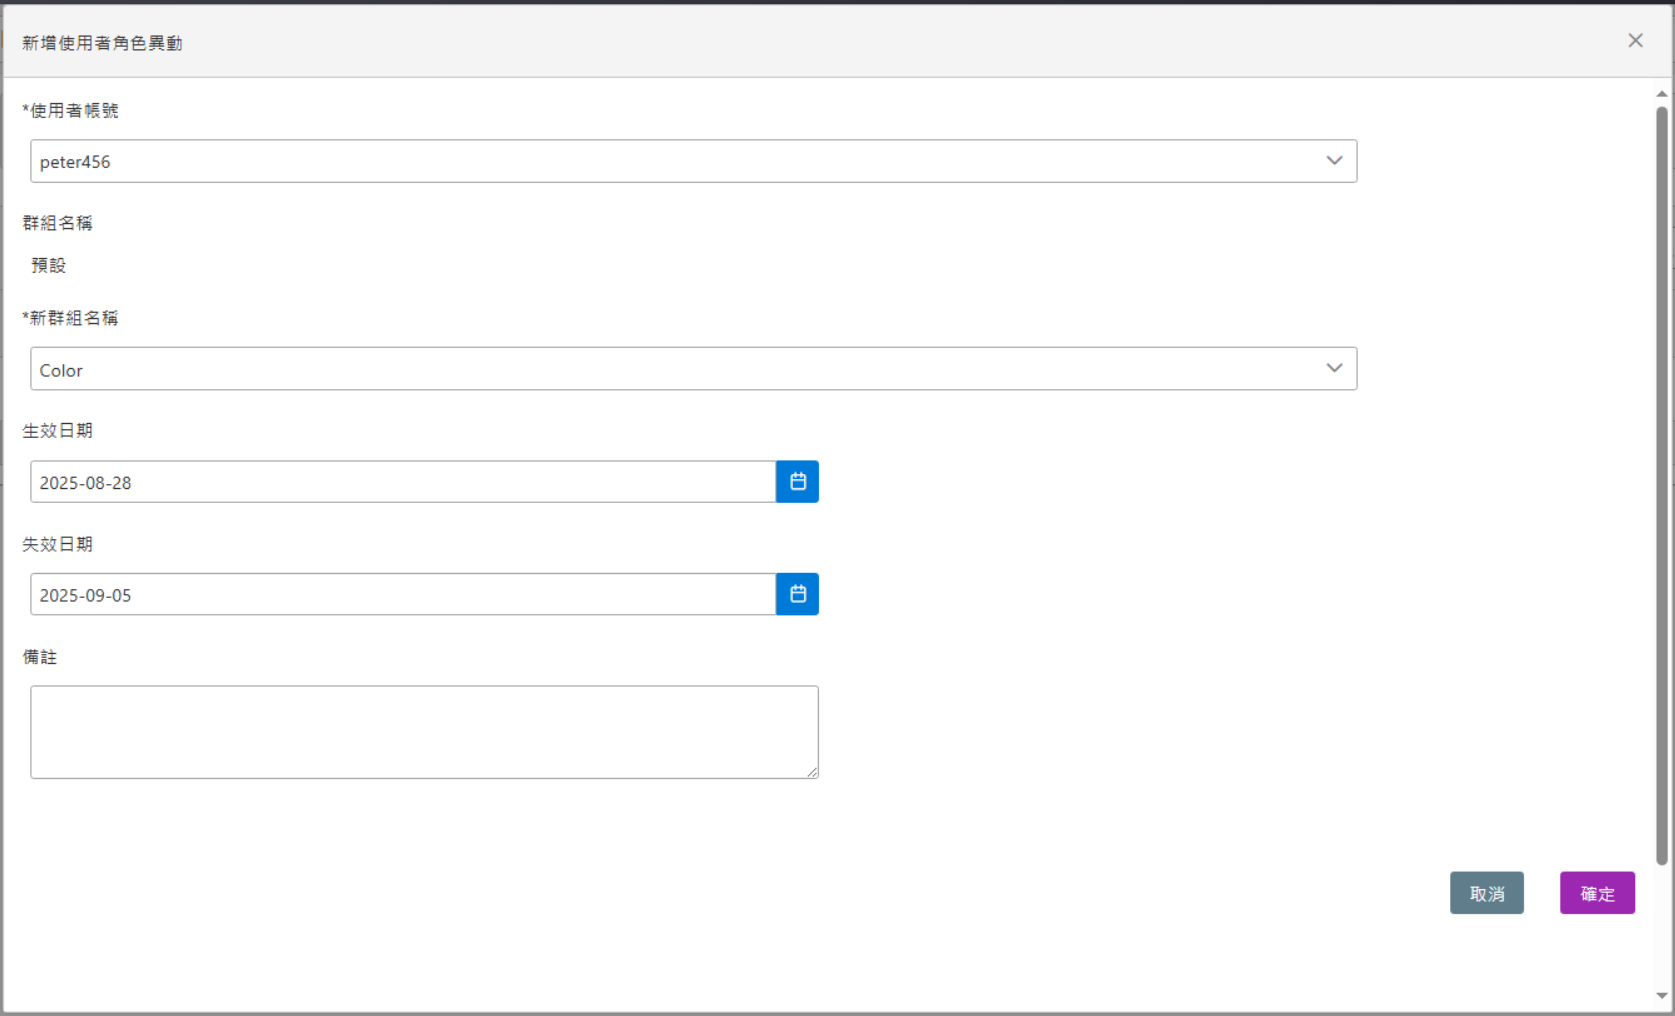 新增使用者角色異動
*使用者帳號
peter456
群組名稱
預設
*新群組名稱
Color
生效日期
2025-08-28
失效日期
2025-09-05
備註
取消
確定